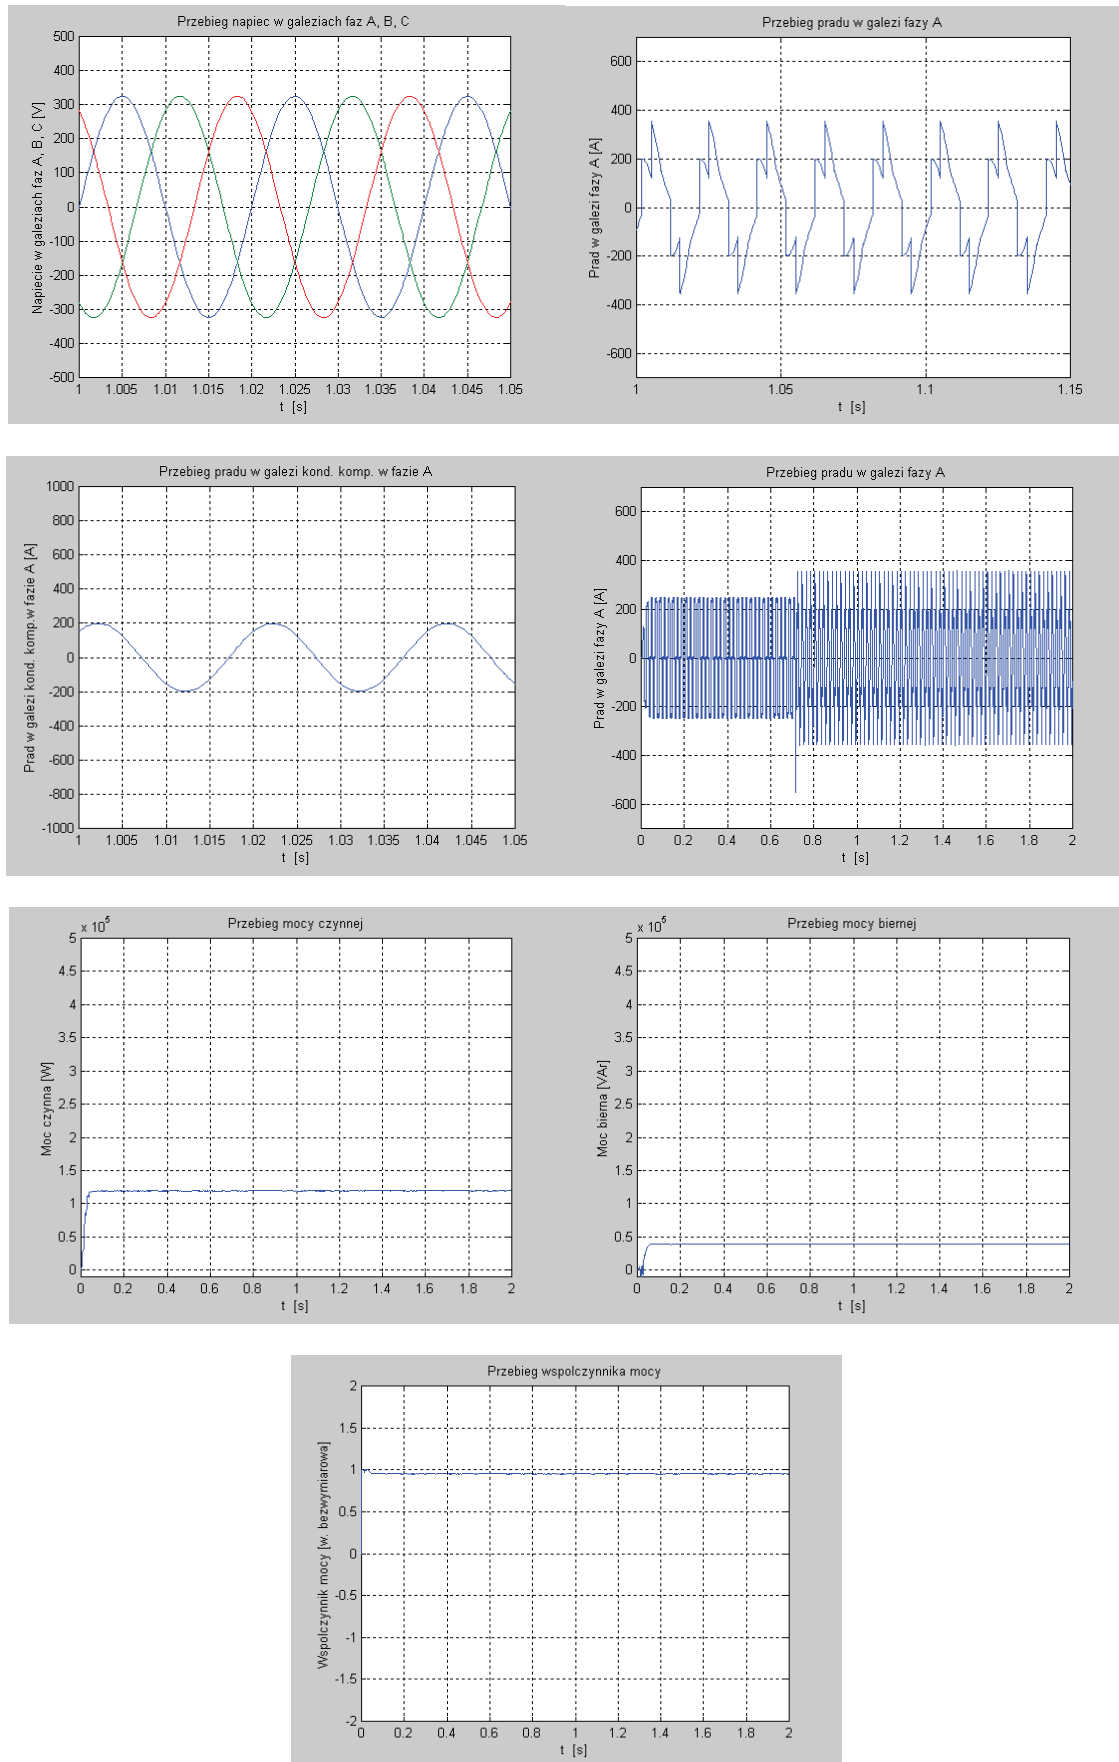 Przebieg napiec w galeziach faz A, B, C
Napiecie w galeziach faz A, B, C [V]
500
400
300
200
100
0
-100
-200
-300
-400
-500
1 1.005 1.01 1.015 1.02 1.025 1.03 1.035 1.04 1.045 1.05
t [s]
Przebieg pradu w galezi fazy A
Prad w galezi fazy A [A]
600
400
200
0
-200
-400
-600
1 1.05 1.1 1.15
t [s]
Przebieg pradu w galezi kond. komp. w fazie A
Prad w galezi kond. komp.w fazie A [A]
1000
800
600
400
200
0
-200
-400
-600
-800
-1000
1 1.005 1.01 1.015 1.02 1.025 1.03 1.035 1.04 1.045 1.05
t [s]
Przebieg pradu w galezi fazy A
Prad w galezi fazy A [A]
600
400
200
0
-200
-400
-600
0 0.2 0.4 0.6 0.8 1 1.2 1.4 1.6 1.8 2
t [s]
Przebieg mocy czynnej
x 10^5
Moc czynna [W]
5
4.5
4
3.5
3
2.5
2
1.5
1
0.5
0
0 0.2 0.4 0.6 0.8 1 1.2 1.4 1.6 1.8 2
t [s]
Przebieg mocy biernej
x 10^5
Moc bierna [VAr]
5
4.5
4
3.5
3
2.5
2
1.5
1
0.5
0
0 0.2 0.4 0.6 0.8 1 1.2 1.4 1.6 1.8 2
t [s]
Przebieg wspolczynnika mocy
Wspolczynnik mocy [w. bezwymiarowa]
2
1.5
1
0.5
0
-0.5
-1
-1.5
-2
0 0.2 0.4 0.6 0.8 1 1.2 1.4 1.6 1.8 2
t [s]